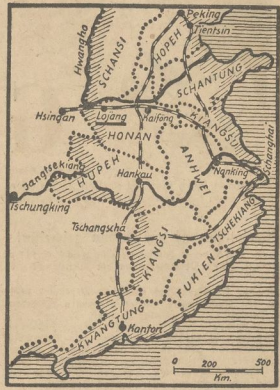 Peking
Tientsin
HOPEH
SCHANSI
Hwangho
SCHANTUNG
KIANGSU
Hsingan
Lojang
Kaiföng
HONAN
ANHWEI
Jangtsekiang
HUPEH
Hankau
Nanking
Schanghai
Tschungking
TSCHEKIANG
Tschangscha
KIANGSI
FUKIEN
KWANGTUNG
Kanton
0 200 500
Km.